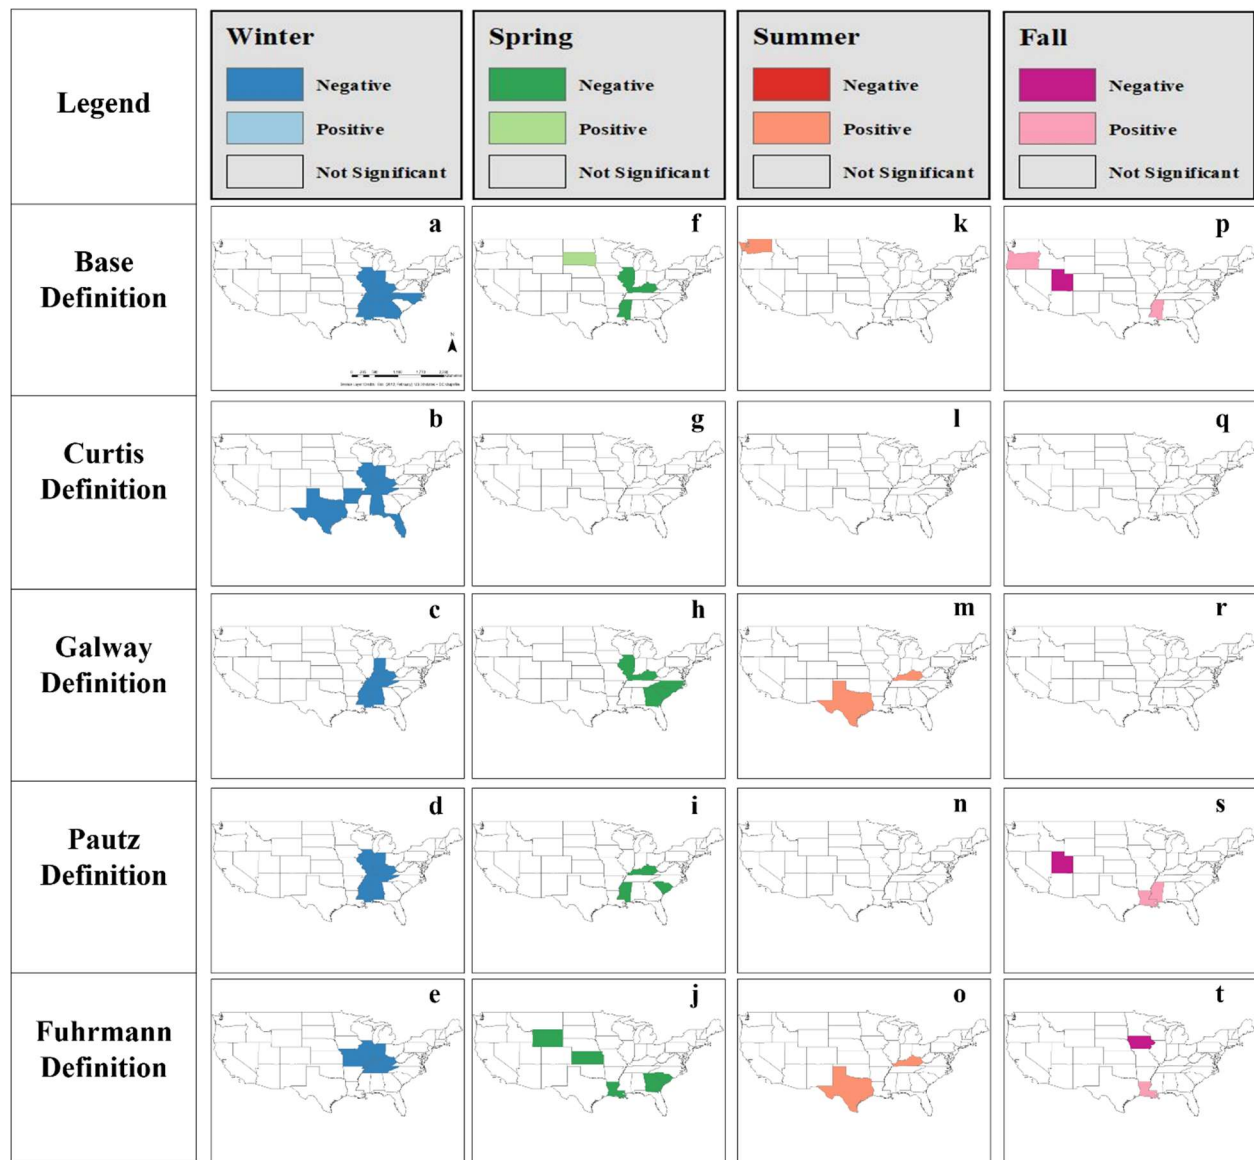 Legend
Winter
Negative
Positive
Not Significant
Spring
Negative
Positive
Not Significant
Summer
Negative
Positive
Not Significant
Fall
Negative
Positive
Not Significant
Base
Definition
a
N
f
k
p
Curtis
Definition
b
g
l
q
Galway
Definition
c
h
m
r
Pautz
Definition
d
i
n
s
Fuhrmann
Definition
e
j
o
t